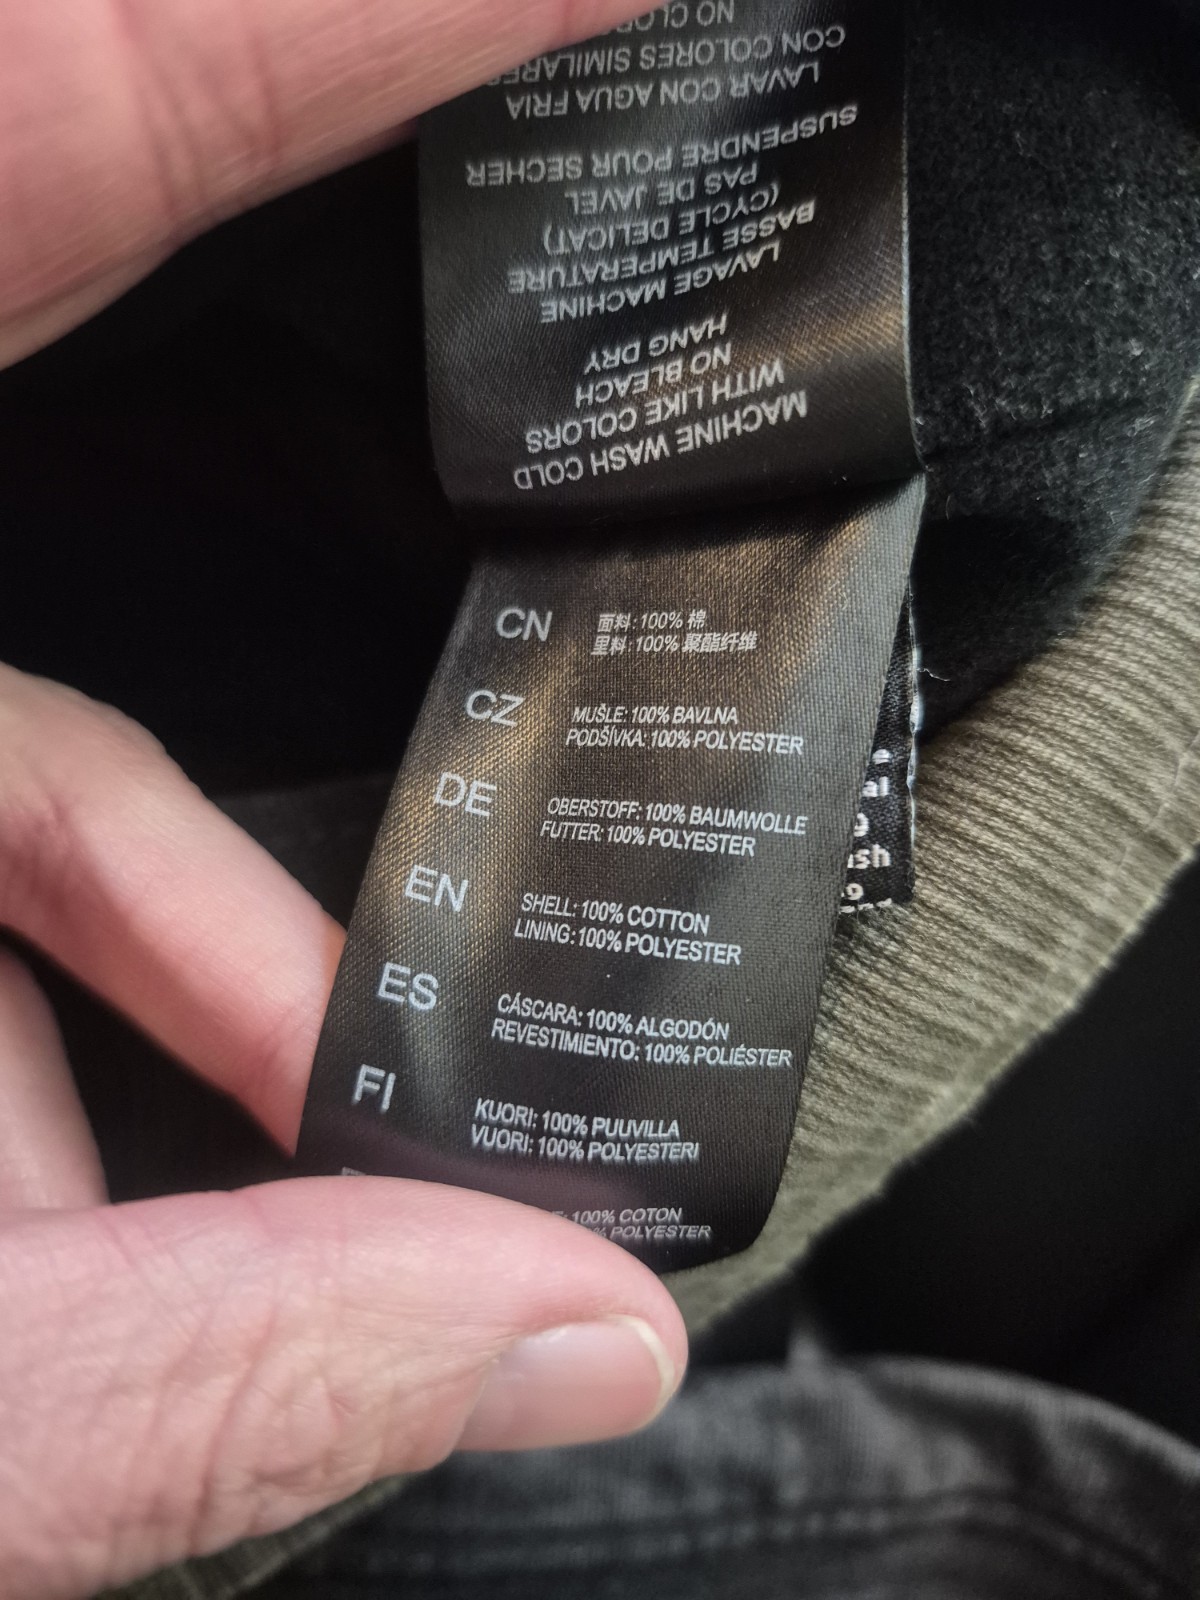 MACHINE WASH COLD
WITH LIKE COLORS
NO BLEACH
HANG DRY
LAVAGE MACHINE
BASSE TEMPERATURE
(CYCLE DELICAT)
PAS DE JAVEL
SUSPENDRE POUR SECHER
LAVAR CON AGUA FRIA
CON COLORES SIMILARES
NO
CN
面料: 100% 棉
里料: 100% 聚酯纤维
CZ
MUŠLE: 100% BAVLNA
PODŠÍVKA: 100% POLYESTER
DE
OBERSTOFF: 100% BAUMWOLLE
FUTTER: 100% POLYESTER
EN
SHELL: 100% COTTON
LINING: 100% POLYESTER
ES
CÁSCARA: 100% ALGODÓN
REVESTIMIENTO: 100% POLIÉSTER
FI
KUORI: 100% PUUVILLA
VUORI: 100% POLYESTERI
100% COTON
POLYESTER